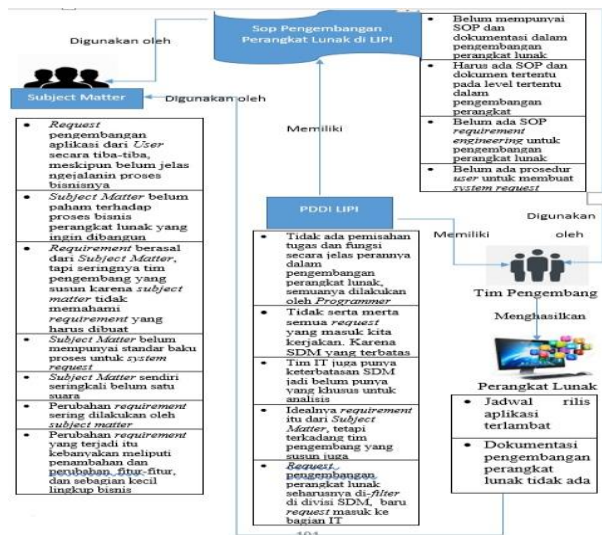 Sop Pengembangan
Perangkat Lunak di LIPI
Digunakan oleh
Subject Matter
Digunakan oleh
Memiliki
• Belum mempunyai
SOP dan
dokumentasi dalam
pengembangan
perangkat lunak
• Harus ada SOP dan
dokumen tertentu
pada level tertentu
dalam
pengembangan
perangkat
• Belum ada SOP
requirement
engineering untuk
pengembangan
perangkat lunak
• Belum ada prosedur
user untuk membuat
system request
• Request
pengembangan
aplikasi dari User
secara tiba-tiba,
meskipun belum jelas
ngejalanin proses
bisnisnya
• Subject Matter belum
paham terhadap
proses bisnis
perangkat lunak yang
ingin dibangun
• Requirement berasal
dari Subject Matter,
tapi seringnya tim
pengembang yang
susun karena subject
matter tidak
memahami
requirement yang
harus dibuat
• Subject Matter belum
mempunyai standar baku
proses untuk system
request
• Subject Matter sendiri
seringkali belum satu
suara
• Perubahan requirement
sering dilakukan oleh
subject matter
• Perubahan requirement
yang terjadi itu
kebanyakan meliputi
penambahan dan
perubahan fitur-fitur,
dan sebagian kecil
lingkup bisnis
PDDI LIPI
• Tidak ada pemisahan
tugas dan fungsi
secara jelas perannya
dalam
pengembangan
perangkat lunak,
semuanya dilakukan
oleh Programmer
• Tidak serta merta
semua request
yang masuk kita
kerjakan. Karena
SDM yang terbatas
• Tim IT juga punya
keterbatasan SDM
jadi belum punya
yang khusus untuk
analisis
• Idealnya requirement
itu dari Subject
Matter, tetapi
terkadang tim
pengembang yang
susun juga
• Request
pengembangan
perangkat lunak
seharusnya di-filter
di divisi SDM, baru
request masuk ke
bagian IT
Digunakan
Memiliki oleh
Tim Pengembang
Menghasilkan
Perangkat Lunak
• Jadwal rilis
aplikasi
terlambat
• Dokumentasi
pengembangan
perangkat
lunak tidak ada